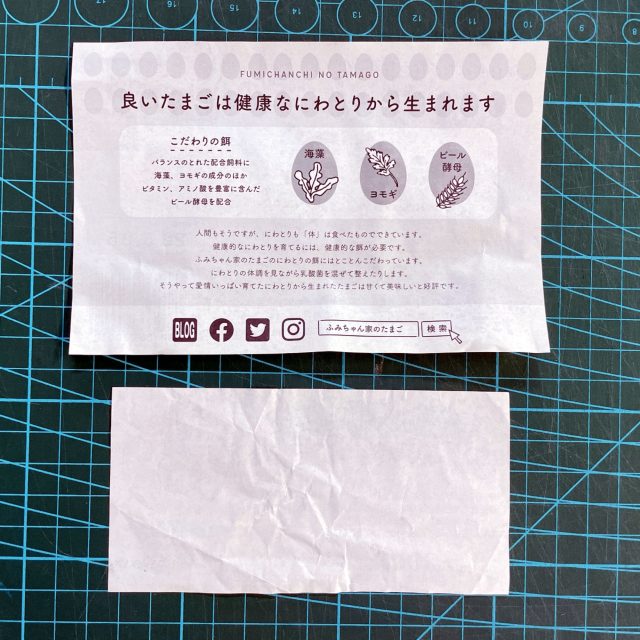 FUMICHANCHI NO TAMAGO
良いたまごは健康なにわとりから生まれます
こだわりの餌
バランスのとれた配合飼料に
海藻、ヨモギの成分のほか
ビタミン、アミノ酸を豊富に含んだ
ビール酵母を配合
海藻
ヨモギ
ビール
酵母
人間もそうですが、にわとりも「体」は食べたものでできています。
健康的なにわとりを育てるには、健康的な餌が必要です。
ふみちゃん家のたまごのにわとりの餌にはとことんこだわっています。
にわとりの体調を見ながら乳酸菌を混ぜて整えたりします。
そうやって愛情いっぱい育てたにわとりから生まれたたまごは甘くて美味しいと好評です。
BLOG
ふみちゃん家のたまご
検索